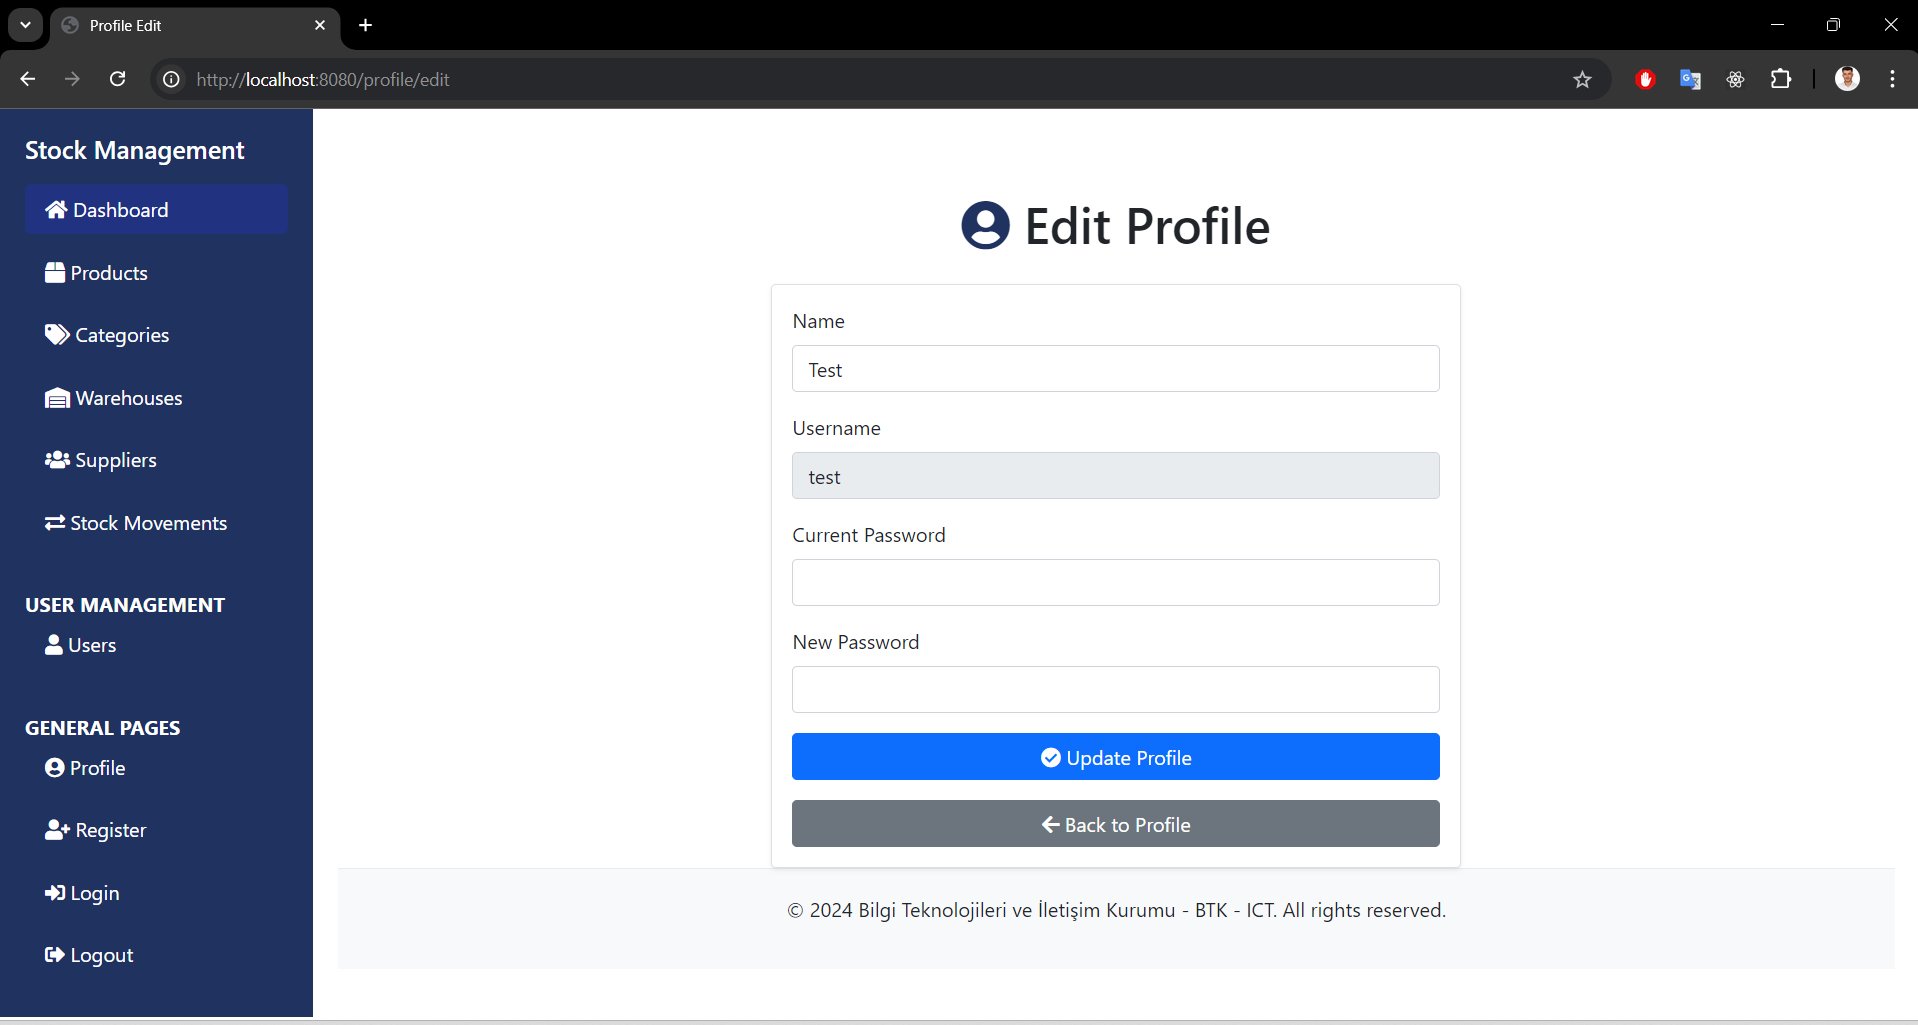 Profile Edit
http://localhost:8080/profile/edit
Stock Management
Dashboard
Products
Categories
Warehouses
Suppliers
Stock Movements
USER MANAGEMENT
Users
GENERAL PAGES
Profile
Register
Login
Logout
Edit Profile
Name
Test
Username
test
Current Password
New Password
Update Profile
Back to Profile
© 2024 Bilgi Teknolojileri ve İletişim Kurumu - BTK - ICT. All rights reserved.